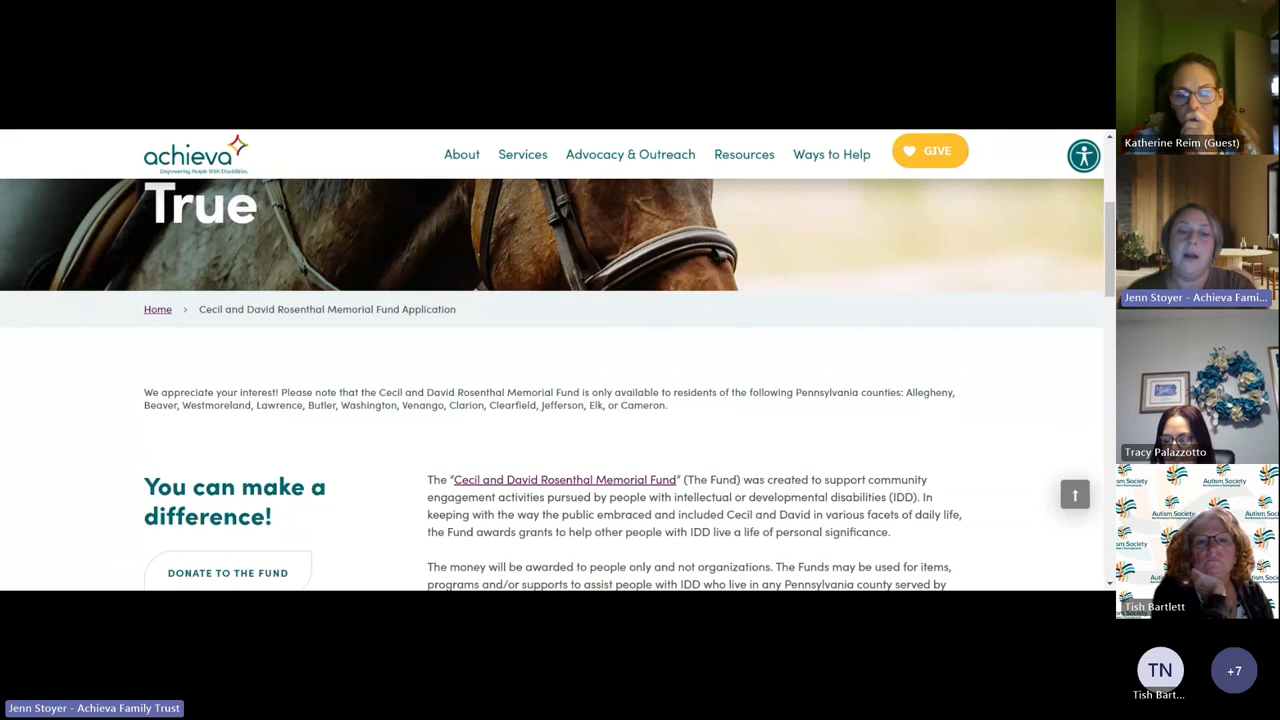 achieva
Empowering People With Disabilities.
About Services Advocacy & Outreach Resources Ways to Help GIVE
True
Home > Cecil and David Rosenthal Memorial Fund Application
We appreciate your interest! Please note that the Cecil and David Rosenthal Memorial Fund is only available to residents of the following Pennsylvania counties: Allegheny,
Beaver, Westmoreland, Lawrence, Butler, Washington, Venango, Clarion, Clearfield, Jefferson, Elk, or Cameron.
You can make a
difference!
DONATE TO THE FUND
The “Cecil and David Rosenthal Memorial Fund” (The Fund) was created to support community
engagement activities pursued by people with intellectual or developmental disabilities (IDD). In
keeping with the way the public embraced and included Cecil and David in various facets of daily life,
the Fund awards grants to help other people with IDD live a life of personal significance.
The money will be awarded to people only and not organizations. The Funds may be used for items,
programs and/or supports to assist people with IDD who live in any Pennsylvania county served by
Katherine Reim (Guest)
Jenn Stoyer - Achieva Fami...
Tracy Palazzotto
Autism Society
Tish Bartlett
TN
Tish Bart...
+7
Jenn Stoyer - Achieva Family Trust